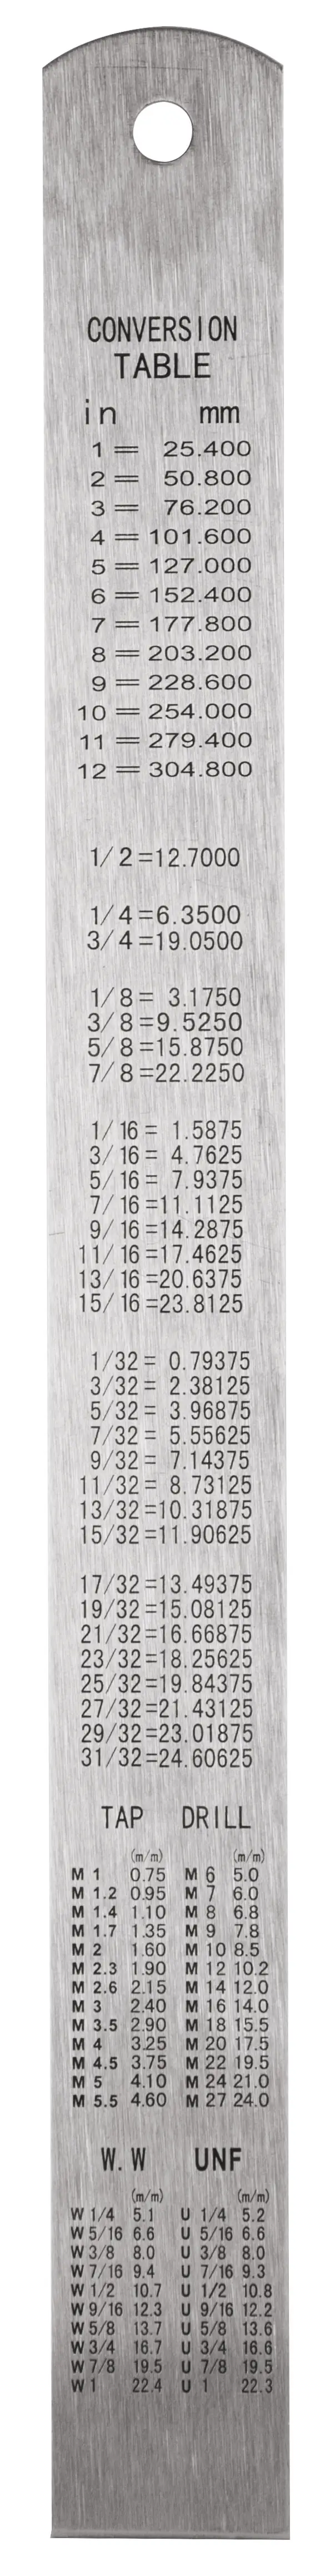 CONVERSION
TABLE
in mm
1 = 25.400
2 = 50.800
3 = 76.200
4 = 101.600
5 = 127.000
6 = 152.400
7 = 177.800
8 = 203.200
9 = 228.600
10 = 254.000
11 = 279.400
12 = 304.800
1/2=12.7000
1/4=6.3500
3/4=19.0500
1/8= 3.1750
3/8=9.5250
5/8=15.8750
7/8=22.2250
1/16= 1.5875
3/16= 4.7625
5/16= 7.9375
7/16=11.1125
9/16=14.2875
11/16=17.4625
13/16=20.6375
15/16=23.8125
1/32= 0.79375
3/32= 2.38125
5/32= 3.96875
7/32= 5.55625
9/32= 7.14375
11/32= 8.73125
13/32=10.31875
15/32=11.90625
17/32=13.49375
19/32=15.08125
21/32=16.66875
23/32=18.25625
25/32=19.84375
27/32=21.43125
29/32=23.01875
31/32=24.60625
TAP DRILL
(m/m) (m/m)
M 1 0.75 M 6 5.0
M 1.2 0.95 M 7 6.0
M 1.4 1.10 M 8 6.8
M 1.7 1.35 M 9 7.8
M 2 1.60 M 10 8.5
M 2.3 1.90 M 12 10.2
M 2.6 2.15 M 14 12.0
M 3 2.40 M 16 14.0
M 3.5 2.90 M 18 15.5
M 4 3.25 M 20 17.5
M 4.5 3.75 M 22 19.5
M 5 4.10 M 24 21.0
M 5.5 4.60 M 27 24.0
W.W UNF
(m/m) (m/m)
W 1/4 5.1 U 1/4 5.2
W 5/16 6.6 U 5/16 6.6
W 3/8 8.0 U 3/8 8.0
W 7/16 9.4 U 7/16 9.3
W 1/2 10.7 U 1/2 10.8
W 9/16 12.3 U 9/16 12.2
W 5/8 13.7 U 5/8 13.6
W 3/4 16.7 U 3/4 16.6
W 7/8 19.5 U 7/8 19.5
W 1 22.4 U 1 22.3